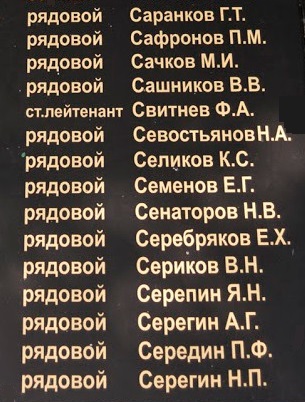 рядовой Саранков Г.Т.
рядовой Сафронов П.М.
рядовой Сачков М.И.
рядовой Сашников В.В.
ст.лейтенант Свитнев Ф.А.
рядовой Севостьянов Н.А.
рядовой Селиков К.С.
рядовой Семенов Е.Г.
рядовой Сенаторов Н.В.
рядовой Серебряков Е.Х.
рядовой Сериков В.Н.
рядовой Серепин Я.Н.
рядовой Серегин А.Г.
рядовой Середин П.Ф.
рядовой Серегин Н.П.